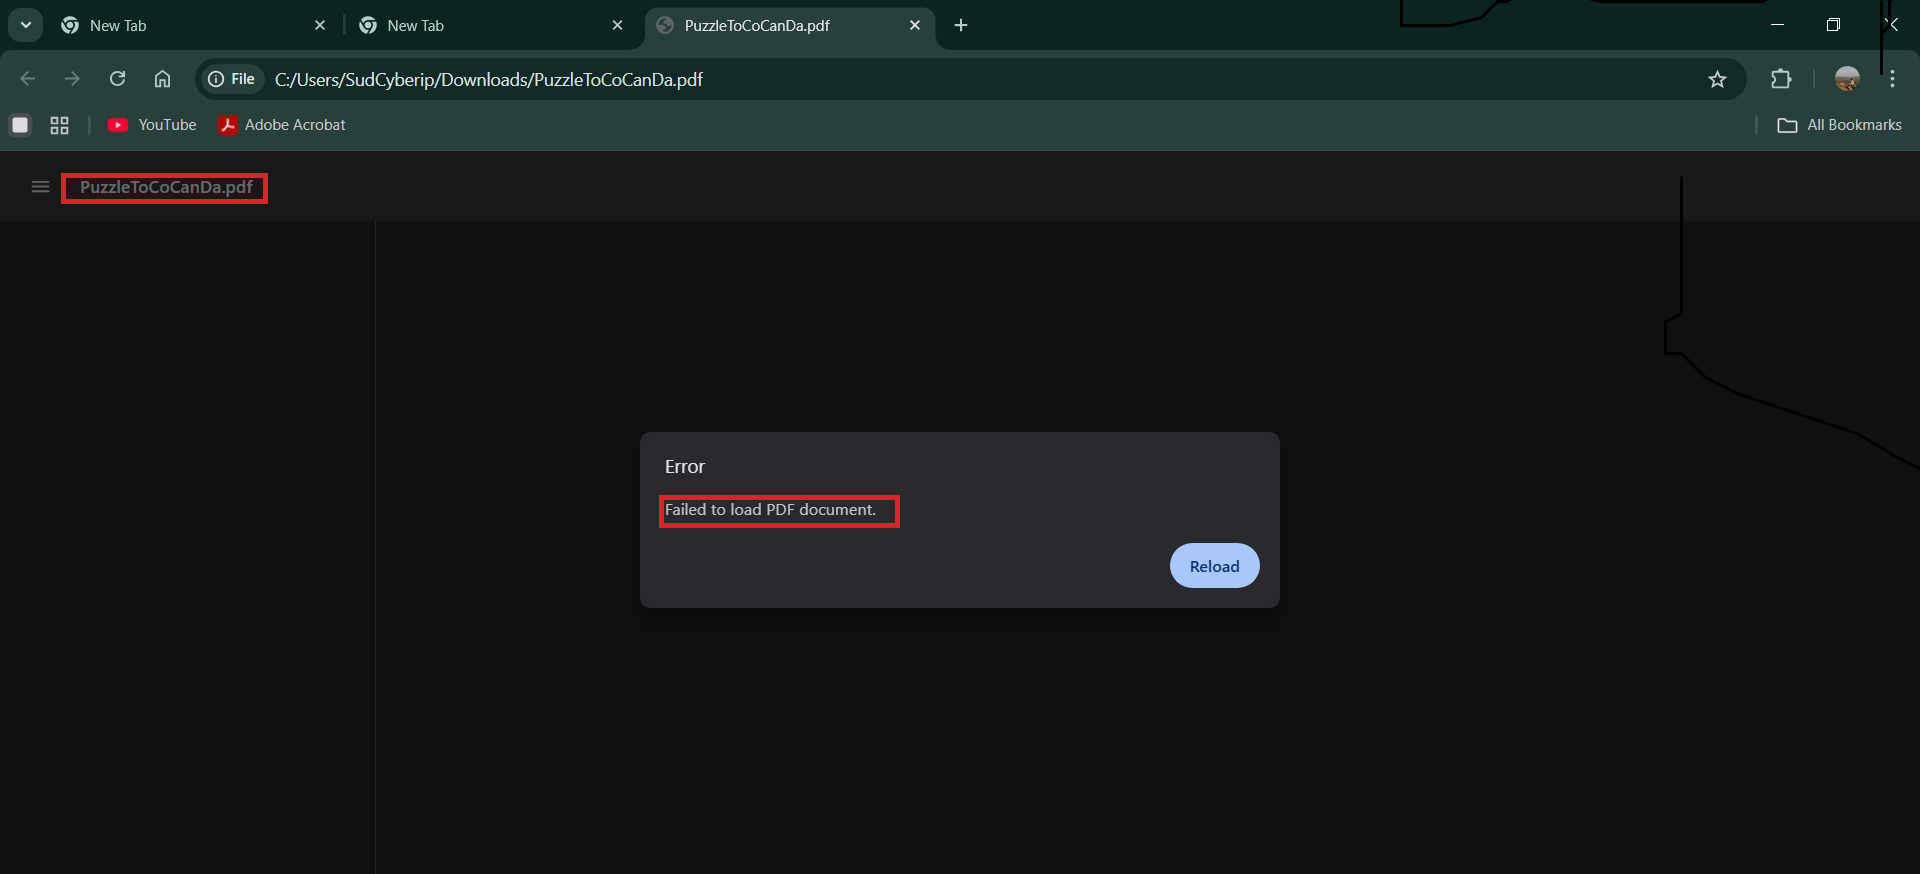 New Tab
New Tab
PuzzleToCoCanDa.pdf
File
C:/Users/SudCyberip/Downloads/PuzzleToCoCanDa.pdf
YouTube
Adobe Acrobat
All Bookmarks
PuzzleToCoCanDa.pdf
Error
Failed to load PDF document.
Reload